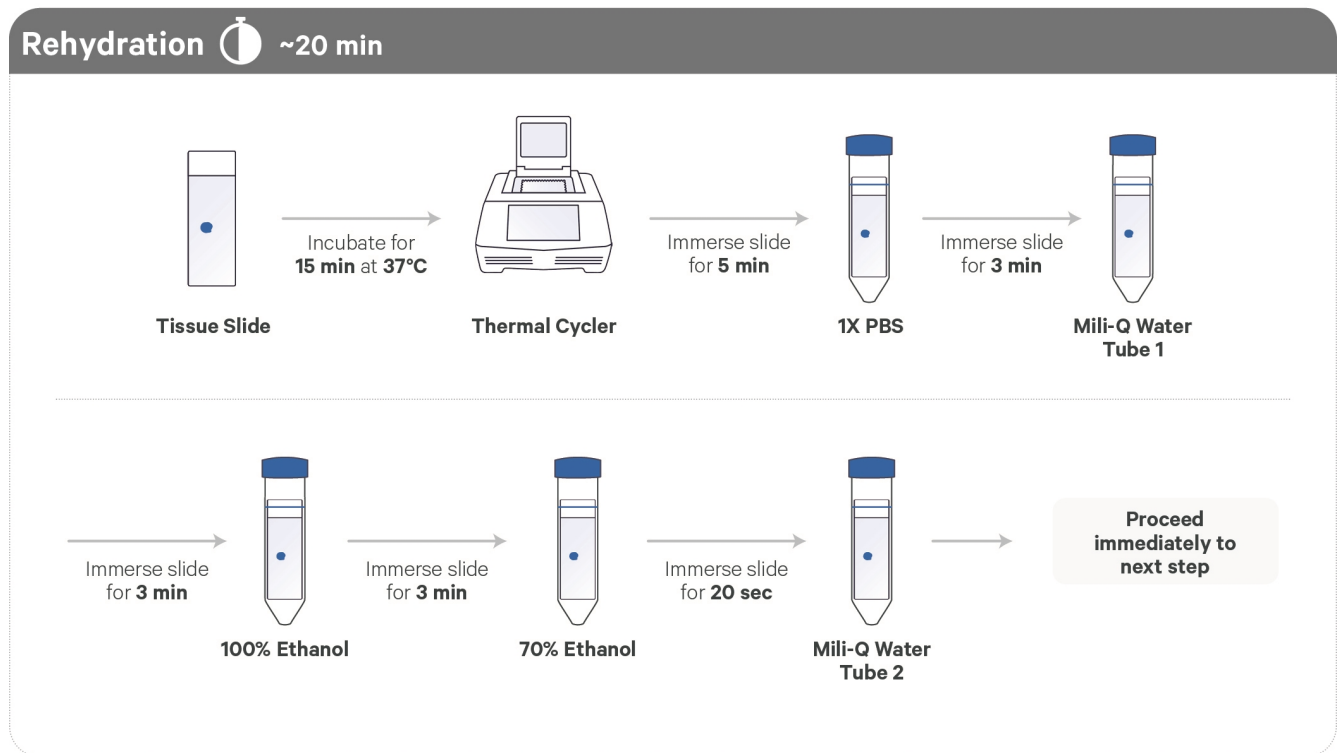 Rehydration ~20 min
Incubate for
15 min at 37°C
Immerse slide
for 5 min
Immerse slide
for 3 min
Tissue Slide
Thermal Cycler
1X PBS
Mili-Q Water
Tube 1
Immerse slide
for 3 min
Immerse slide
for 3 min
Immerse slide
for 20 sec
Proceed
immediately to
next step
100% Ethanol
70% Ethanol
Mili-Q Water
Tube 2